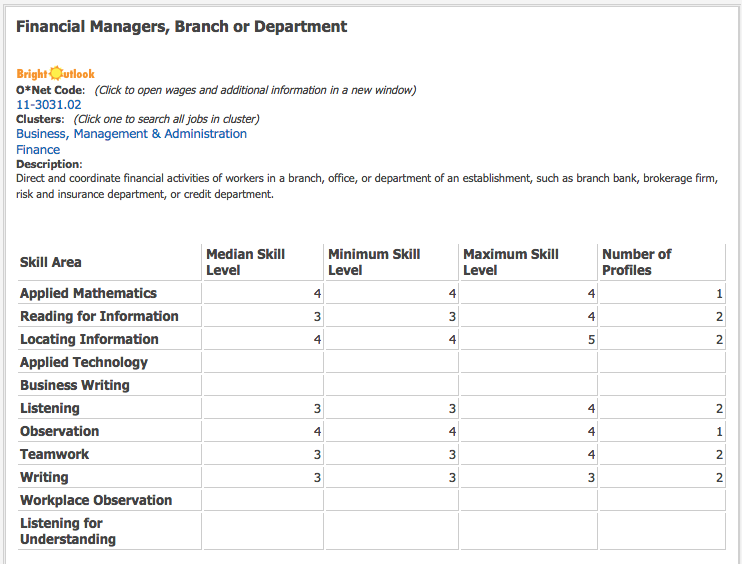 Financial Managers, Branch or Department
Bright Outlook
O*Net Code: (Click to open wages and additional information in a new window)
11-3031.02
Clusters: (Click one to search all jobs in cluster)
Business, Management & Administration
Finance
Description:
Direct and coordinate financial activities of workers in a branch, office, or department of an establishment, such as branch bank, brokerage firm,
risk and insurance department, or credit department.
Skill Area Median Skill Level Minimum Skill Level Maximum Skill Level Number of Profiles
Applied Mathematics 4 4 4 1
Reading for Information 3 3 4 2
Locating Information 4 4 5 2
Applied Technology
Business Writing
Listening 3 3 4 2
Observation 4 4 4 1
Teamwork 3 3 4 2
Writing 3 3 3 2
Workplace Observation
Listening for
Understanding